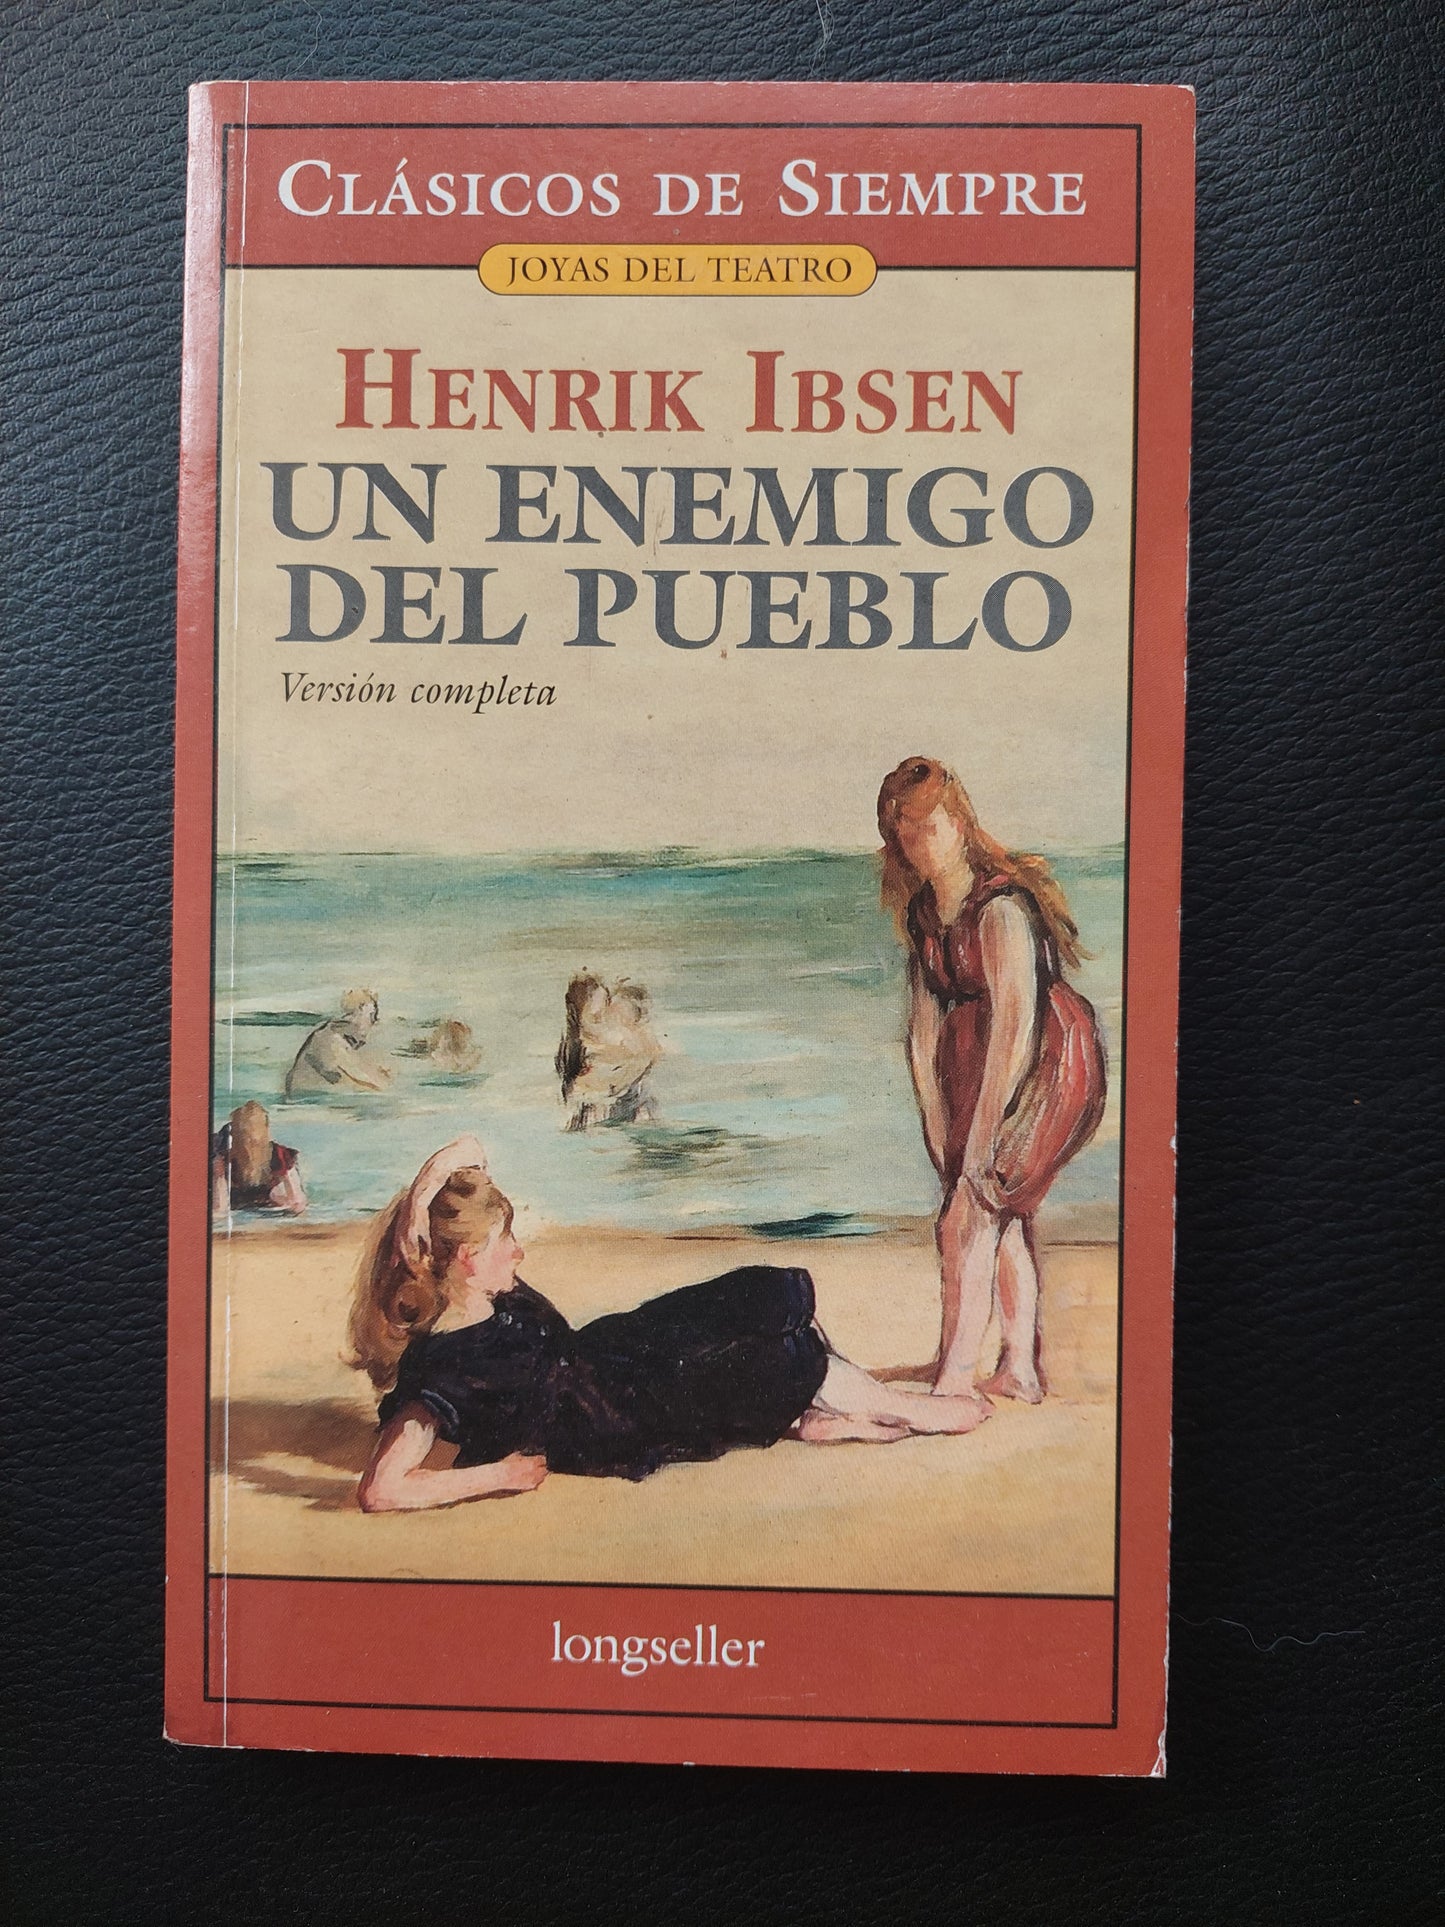 CLÁSICOS DE SIEMPRE
JOYAS DEL TEATRO
HENRIK IBSEN
UN ENEMIGO
DEL PUEBLO
Versión completa
longseller